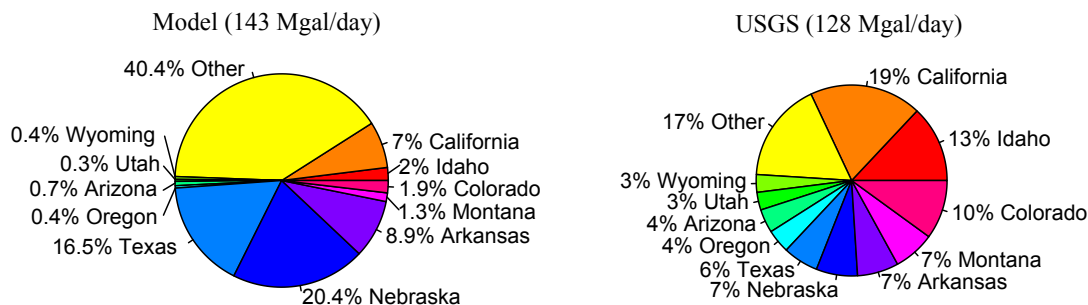 Model (143 Mgal/day)
40.4% Other
0.4% Wyoming
7% California
0.3% Utah
2% Idaho
0.7% Arizona
1.9% Colorado
0.4% Oregon
1.3% Montana
16.5% Texas
8.9% Arkansas
20.4% Nebraska
USGS (128 Mgal/day)
19% California
17% Other
13% Idaho
3% Wyoming
3% Utah
4% Arizona
10% Colorado
4% Oregon
7% Montana
6% Texas
7% Arkansas
7% Nebraska